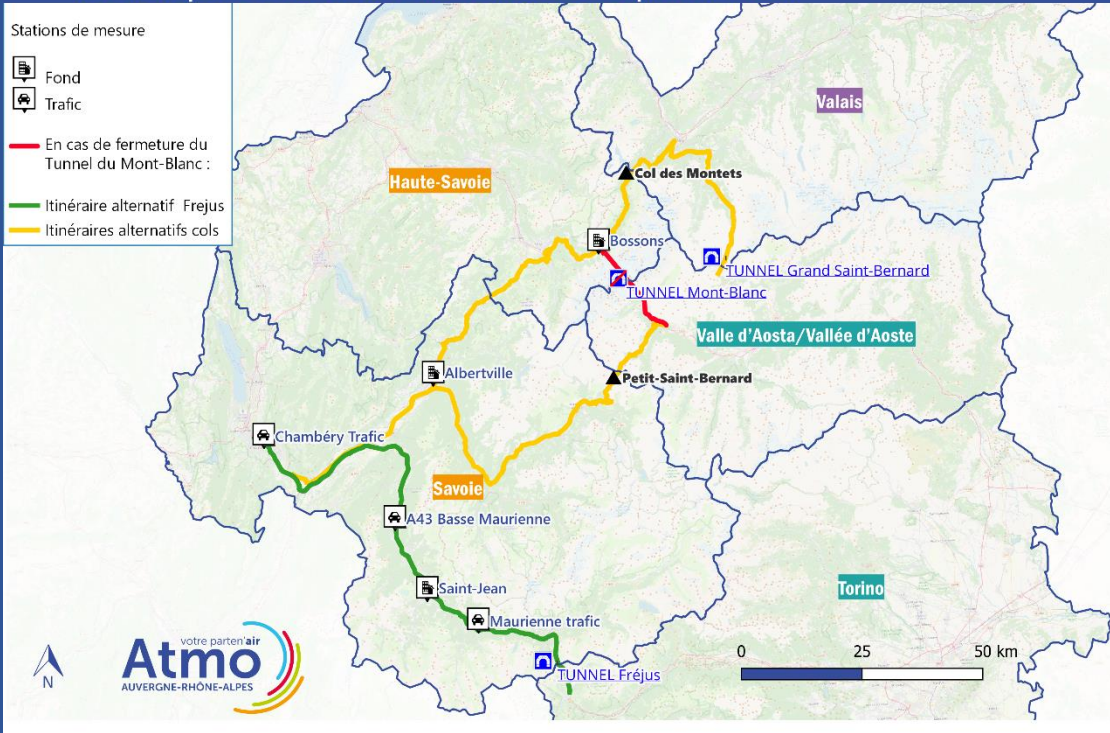 Stations de mesure
Fond
Trafic
En cas de fermeture du
Tunnel du Mont-Blanc :
Itinéraire alternatif Frejus
Itinéraires alternatifs cols
Valais
Haute-Savoie
Col des Montets
Bossons
TUNNEL Grand Saint-Bernard
TUNNEL Mont-Blanc
Valle d'Aosta/Vallée d'Aoste
Albertville
Petit-Saint-Bernard
Chambéry Trafic
Savoie
A43 Basse Maurienne
Saint-Jean
Torino
Maurienne trafic
votre parten'air
Atmo
AUVERGNE-RHÔNE-ALPES
N
TUNNEL Fréjus
0 25 50 km